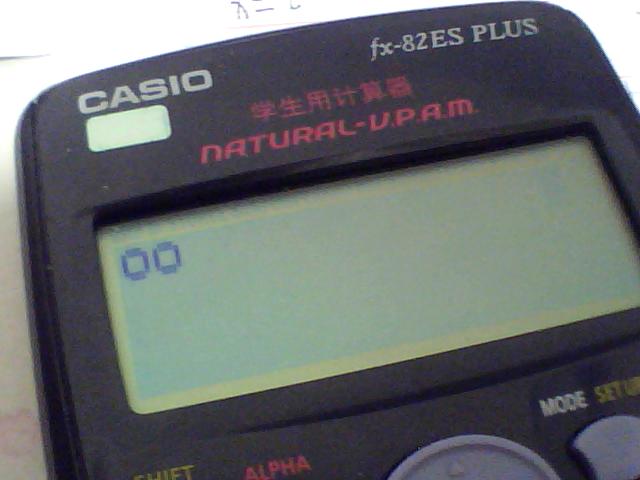 fx-82ES PLUS
CASIO
学生用计算器
NATURAL-V.P.A.M.
00
MODE SETUP
SHIFT ALPHA